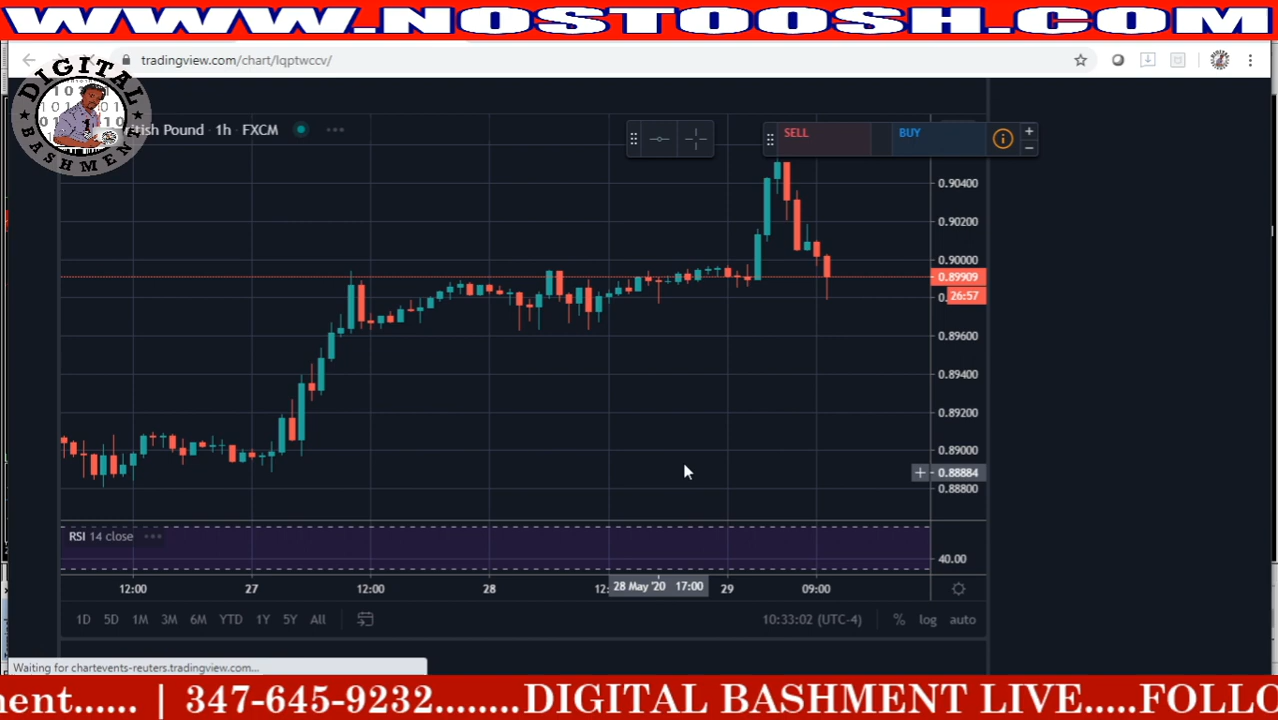 WWW.NOSTOOSH.COM
tradingview.com/chart/lqptwccv/
DIGITAL
BASHMENT
itish Pound · 1h · FXCM
SELL
BUY
0.90400
0.90200
0.90000
0.89909
26:57
0.89600
0.89400
0.89200
0.89000
0.88884
0.88800
RSI 14 close
40.00
12:00 27 12:00 28 12: 28 May '20 17:00 29 09:00
1D 5D 1M 3M 6M YTD 1Y 5Y All
10:33:02 (UTC-4) % log auto
Waiting for chartevents-reuters.tradingview.com...
ment...... | 347-645-9232........DIGITAL BASHMENT LIVE.....FOLLO